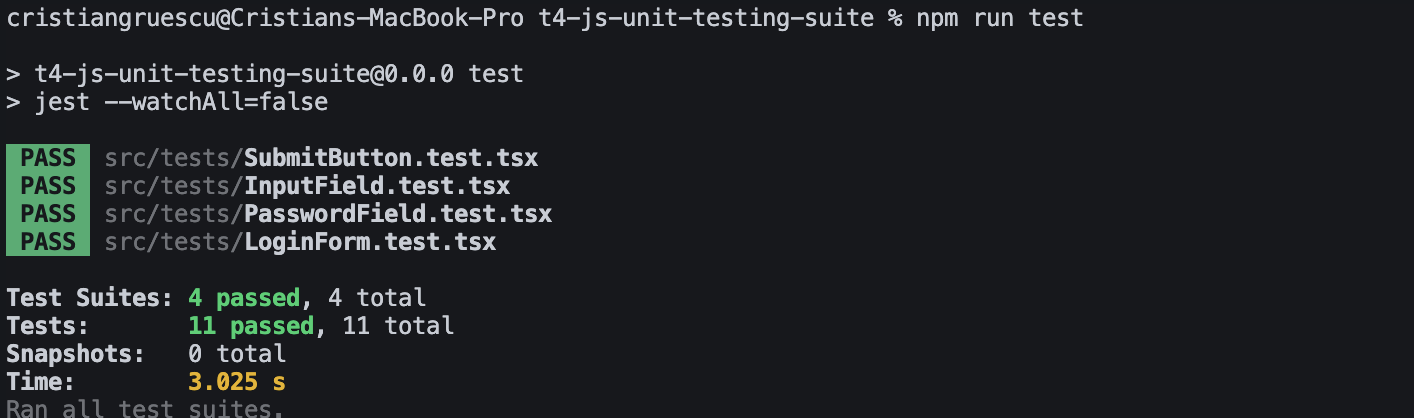 cristiangruescu@Cristians-MacBook-Pro t4-js-unit-testing-suite % npm run test
> t4-js-unit-testing-suite@0.0.0 test
> jest --watchAll=false
PASS src/tests/SubmitButton.test.tsx
PASS src/tests/InputField.test.tsx
PASS src/tests/PasswordField.test.tsx
PASS src/tests/LoginForm.test.tsx
Test Suites: 4 passed, 4 total
Tests: 11 passed, 11 total
Snapshots: 0 total
Time: 3.025 s
Ran all test suites.